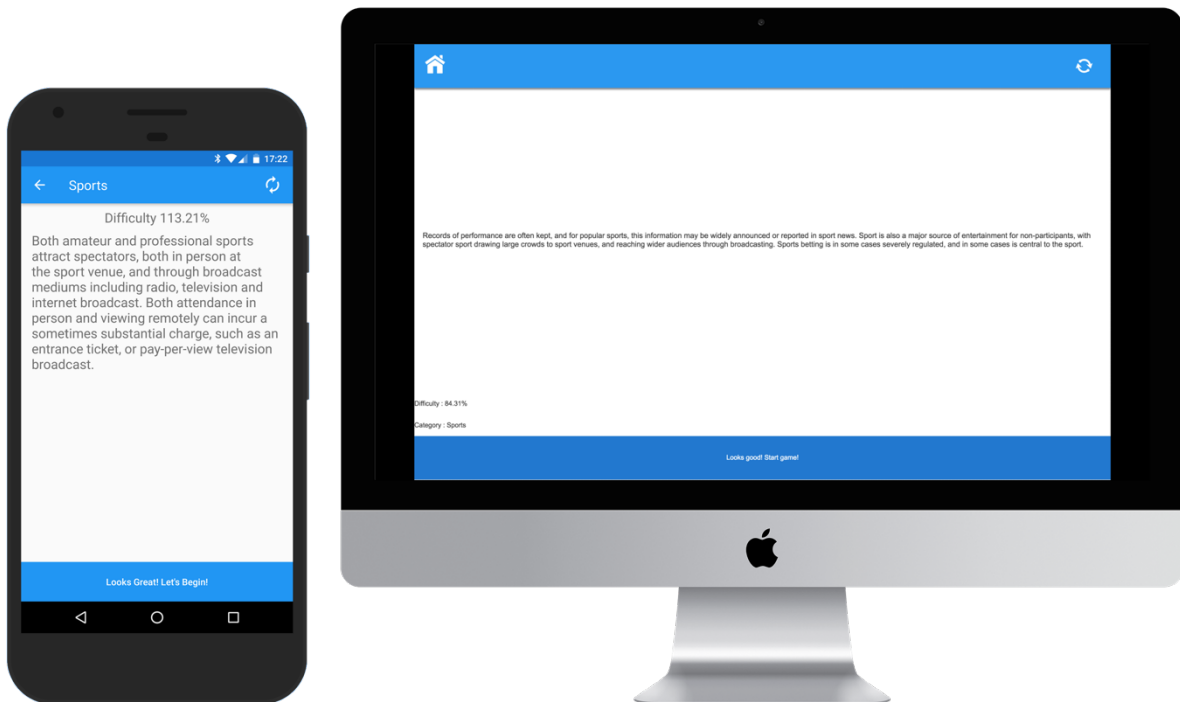 17:22
Sports
Difficulty 113.21%
Both amateur and professional sports
attract spectators, both in person at
the sport venue, and through broadcast
mediums including radio, television and
internet broadcast. Both attendance in
person and viewing remotely can incur a
sometimes substantial charge, such as an
entrance ticket, or pay-per-view television
broadcast.
Looks Great! Let's Begin!
Records of performance are often kept, and for popular sports, this information may be widely announced or reported in sport news. Sport is also a major source of entertainment for non-participants, with
spectator sport drawing large crowds to sport venues, and reaching wider audiences through broadcasting. Sports betting is in some cases severely regulated, and in some cases is central to the sport.
Difficulty : 84.31%
Category : Sports
Looks good! Start game!